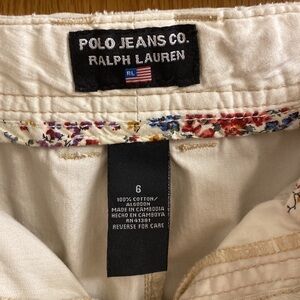 POLO JEANS CO.
RALPH LAUREN
RL
6
100% COTTON/
ALGODON
MADE IN CAMBODIA
HECHO EN CAMBOYA
RN 41381
REVERSE FOR CARE